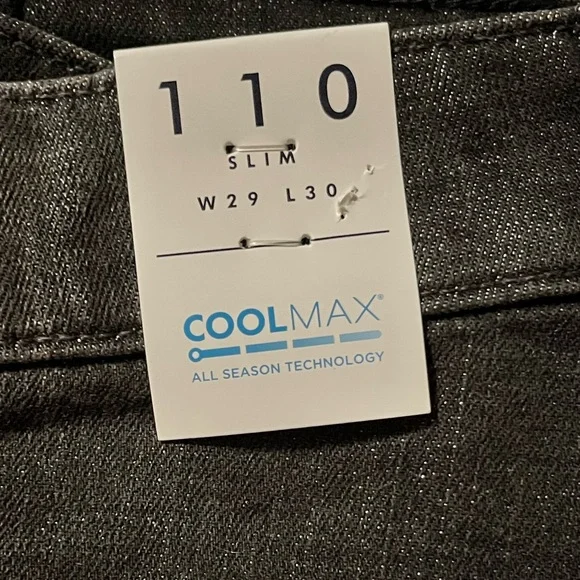 110
SLIM
W29 L30
COOLMAX®
ALL SEASON TECHNOLOGY